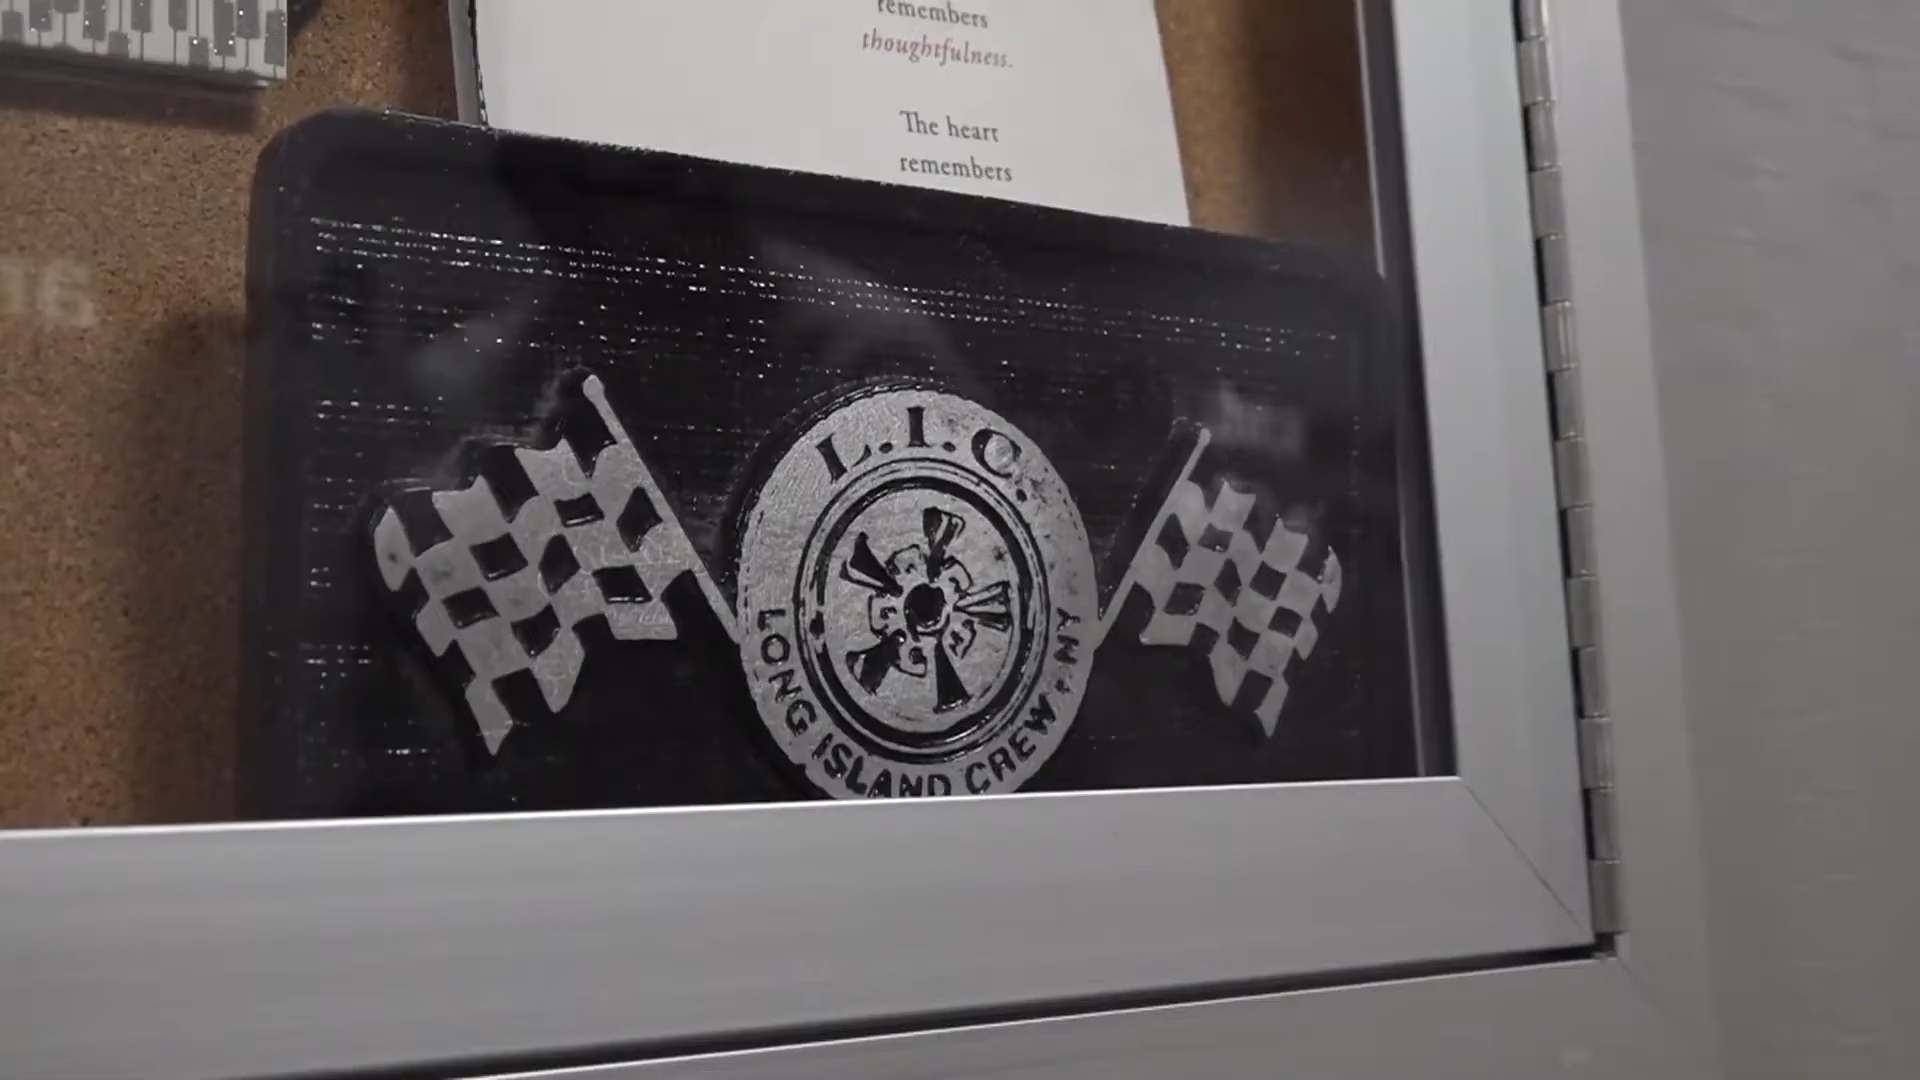 remembers
thoughtfulness.
The heart
remembers
L.I.C.
LONG ISLAND CREW, NY